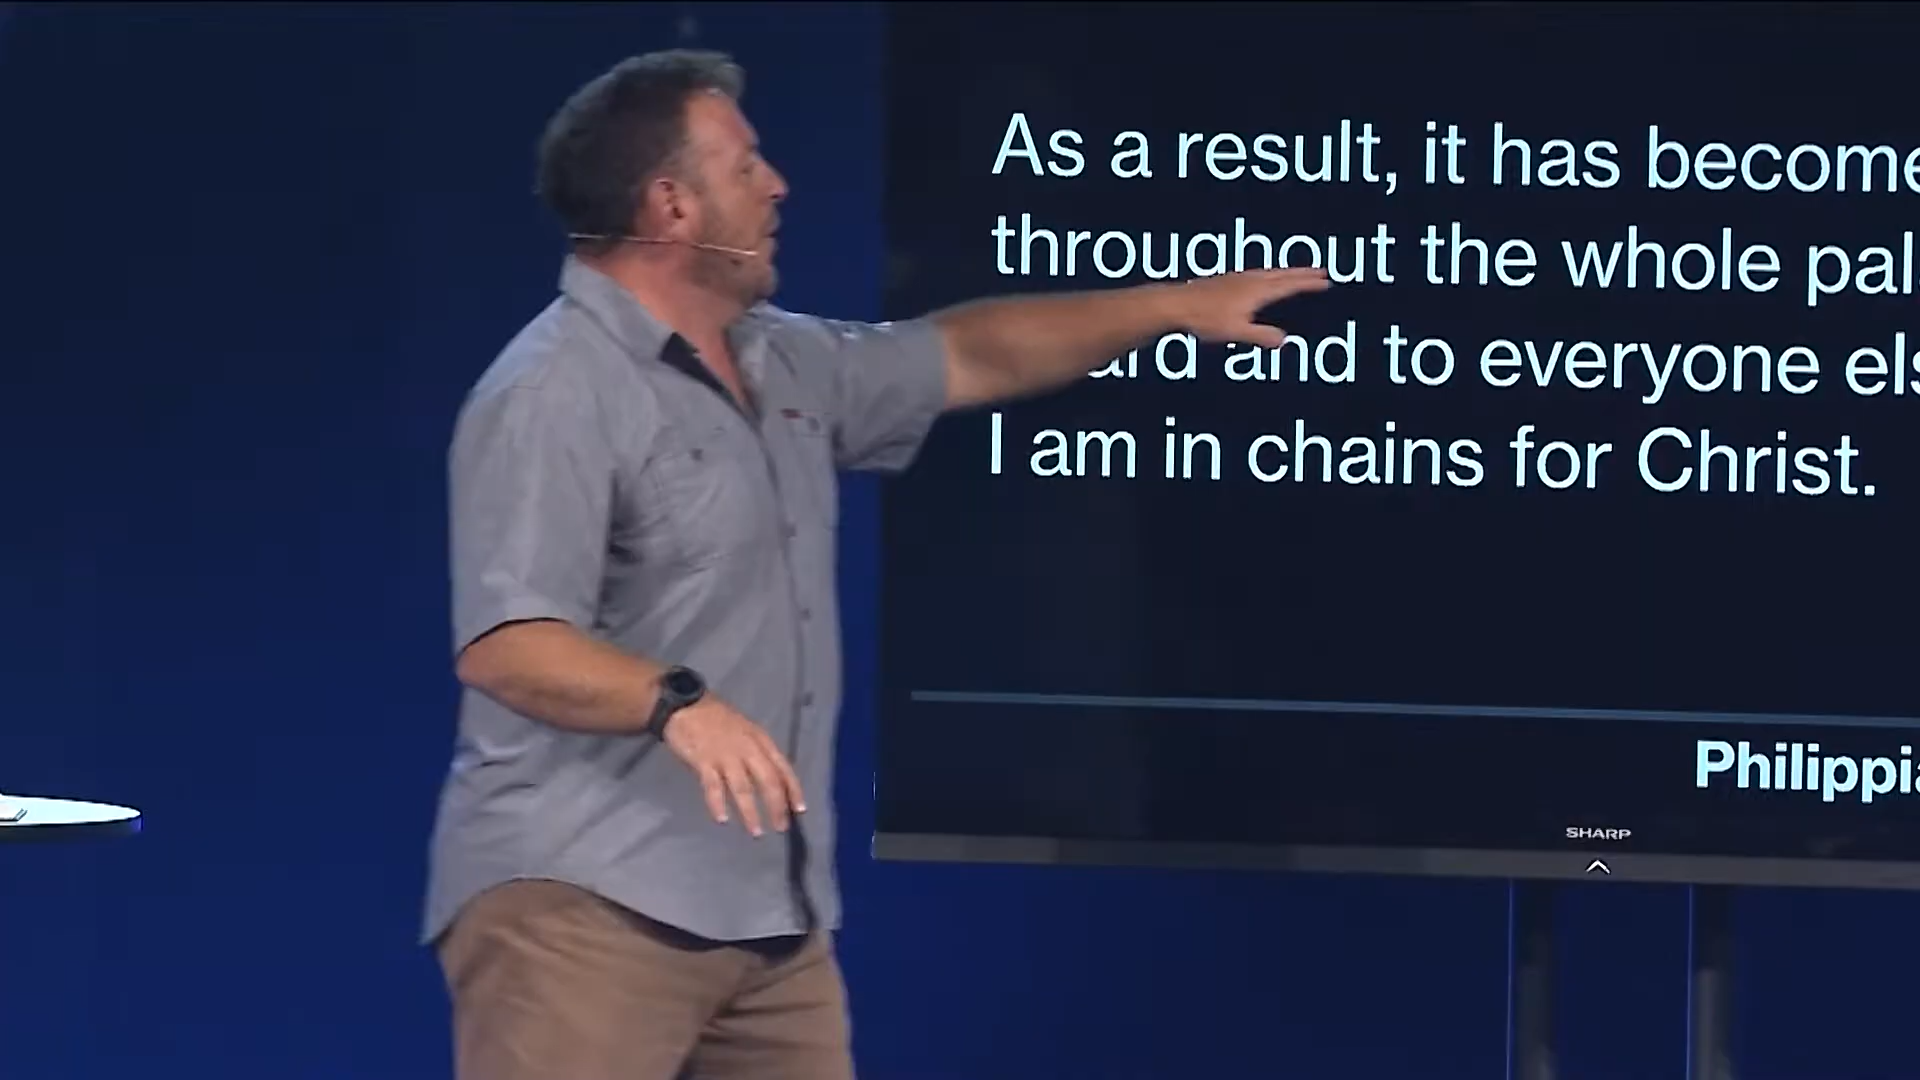 As a result, it has become
throughout the whole pal
and to everyone els
I am in chains for Christ.
Philippia
SHARP